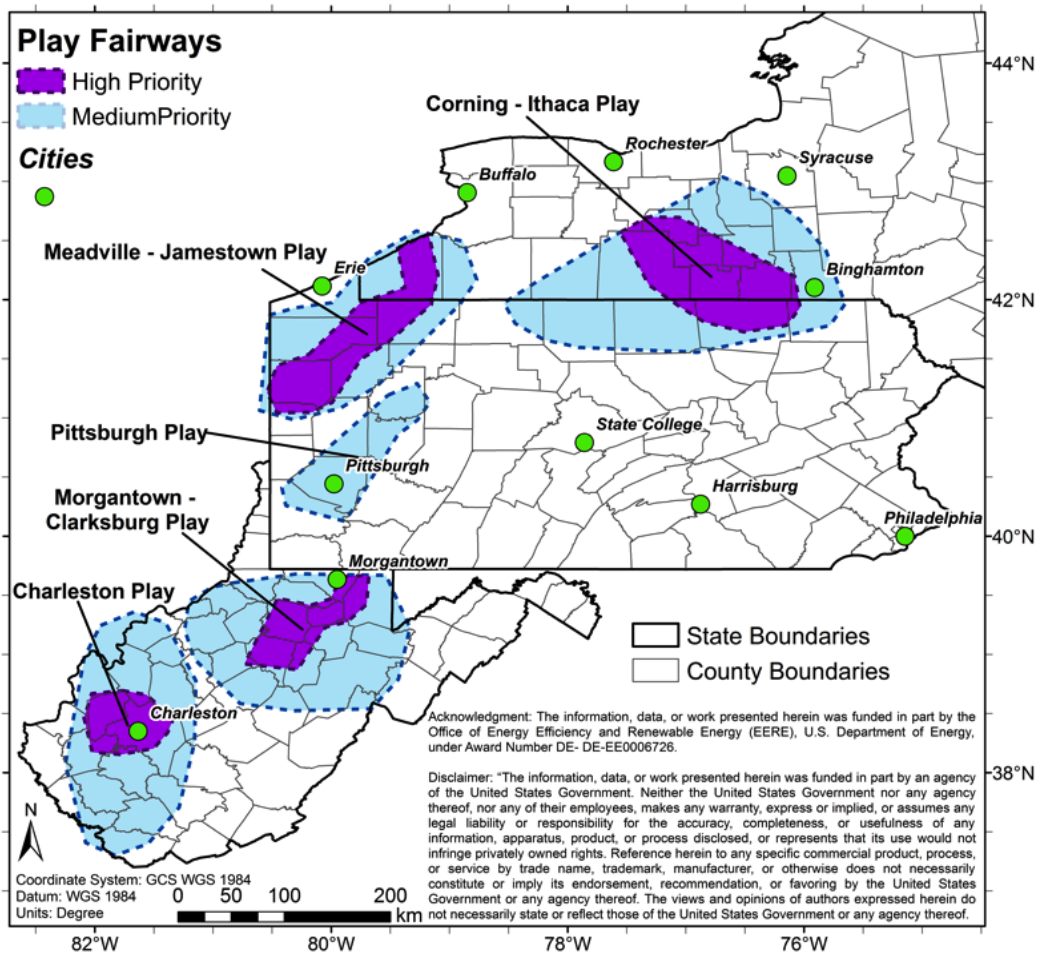 Play Fairways
High Priority
MediumPriority
Cities
Corning - Ithaca Play
Rochester
Syracuse
Buffalo
Meadville - Jamestown Play
Erie
Binghamton
Pittsburgh Play
State College
Pittsburgh
Harrisburg
Morgantown -
Clarksburg Play
Philadelphia
Morgantown
Charleston Play
Charleston
State Boundaries
County Boundaries
Acknowledgment: The information, data, or work presented herein was funded in part by the
Office of Energy Efficiency and Renewable Energy (EERE), U.S. Department of Energy,
under Award Number DE- DE-EE0006726.
Disclaimer: “The information, data, or work presented herein was funded in part by an agency
of the United States Government. Neither the United States Government nor any agency
thereof, nor any of their employees, makes any warranty, express or implied, or assumes any
legal liability or responsibility for the accuracy, completeness, or usefulness of any
information, apparatus, product, or process disclosed, or represents that its use would not
infringe privately owned rights. Reference herein to any specific commercial product, process,
or service by trade name, trademark, manufacturer, or otherwise does not necessarily
constitute or imply its endorsement, recommendation, or favoring by the United States
Government or any agency thereof. The views and opinions of authors expressed herein do
not necessarily state or reflect those of the United States Government or any agency thereof.
N
Coordinate System: GCS WGS 1984
Datum: WGS 1984
Units: Degree
0 50 100 200
km
44°N
42°N
40°N
38°N
82°W 80°W 78°W 76°W